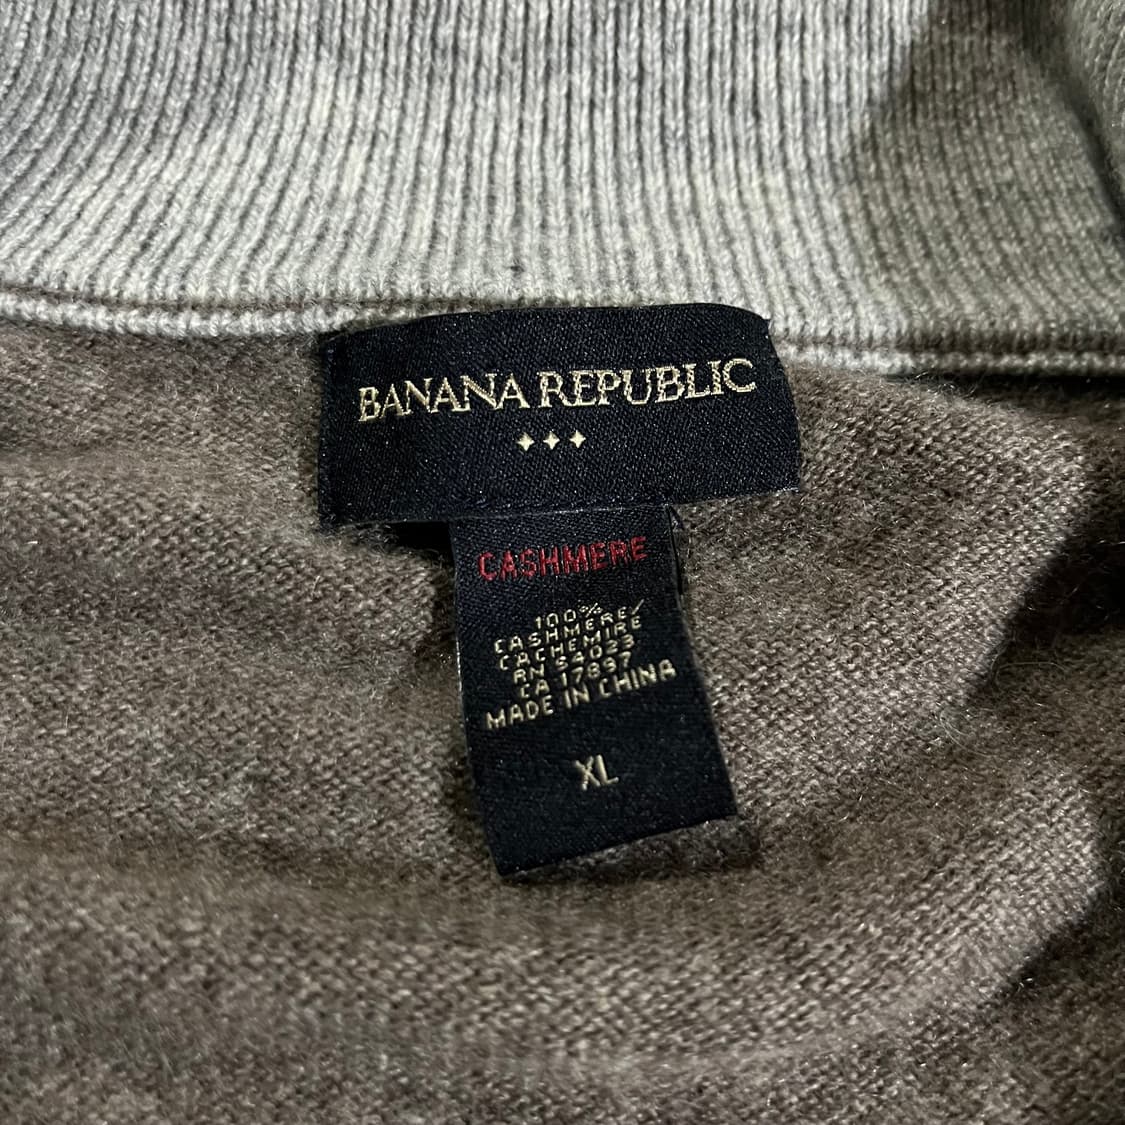 BANANA REPUBLIC
CASHMERE
100%
CASHMERE/
CACHEMIRE
RN 54023
CA 17897
MADE IN CHINA
XL